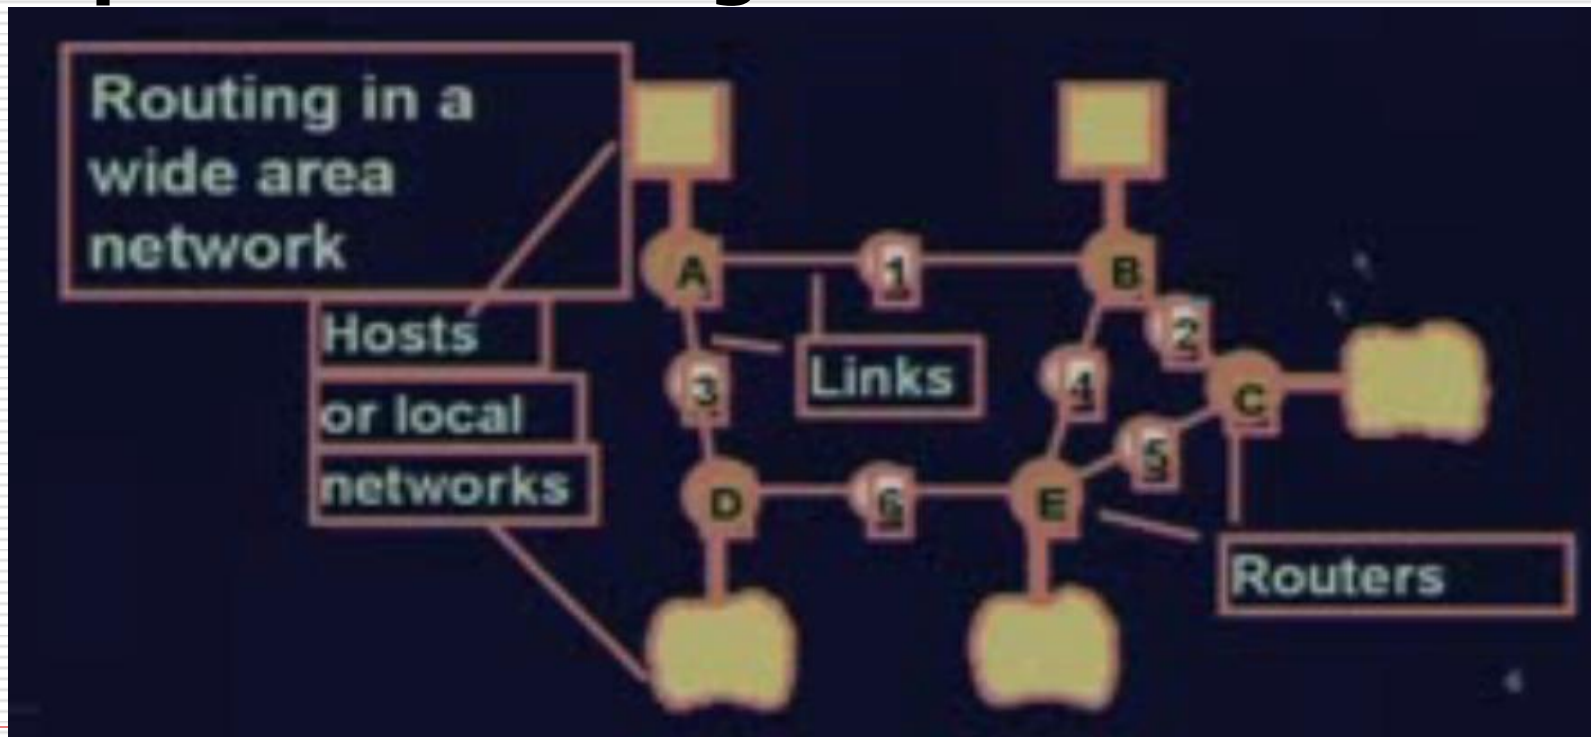 Routing in a
wide area
network
Hosts
or local
networks
A
1
B
2
3
Links
4
C
5
D
6
E
Routers